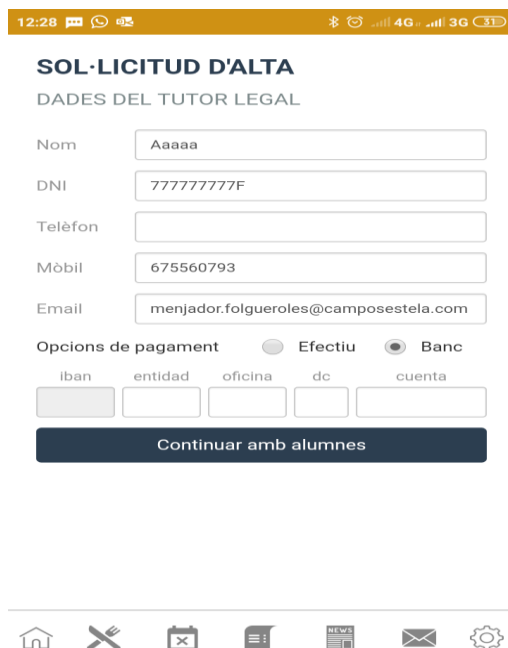 12:28 4G 3G 31
SOL·LICITUD D'ALTA
DADES DEL TUTOR LEGAL
Nom Aaaaa
DNI 777777777F
Telèfon
Mòbil 675560793
Email menjador.folgueroles@camposestela.com
Opcions de pagament Efectiu Banc
iban entidad oficina dc cuenta
Continuar amb alumnes
NEWS